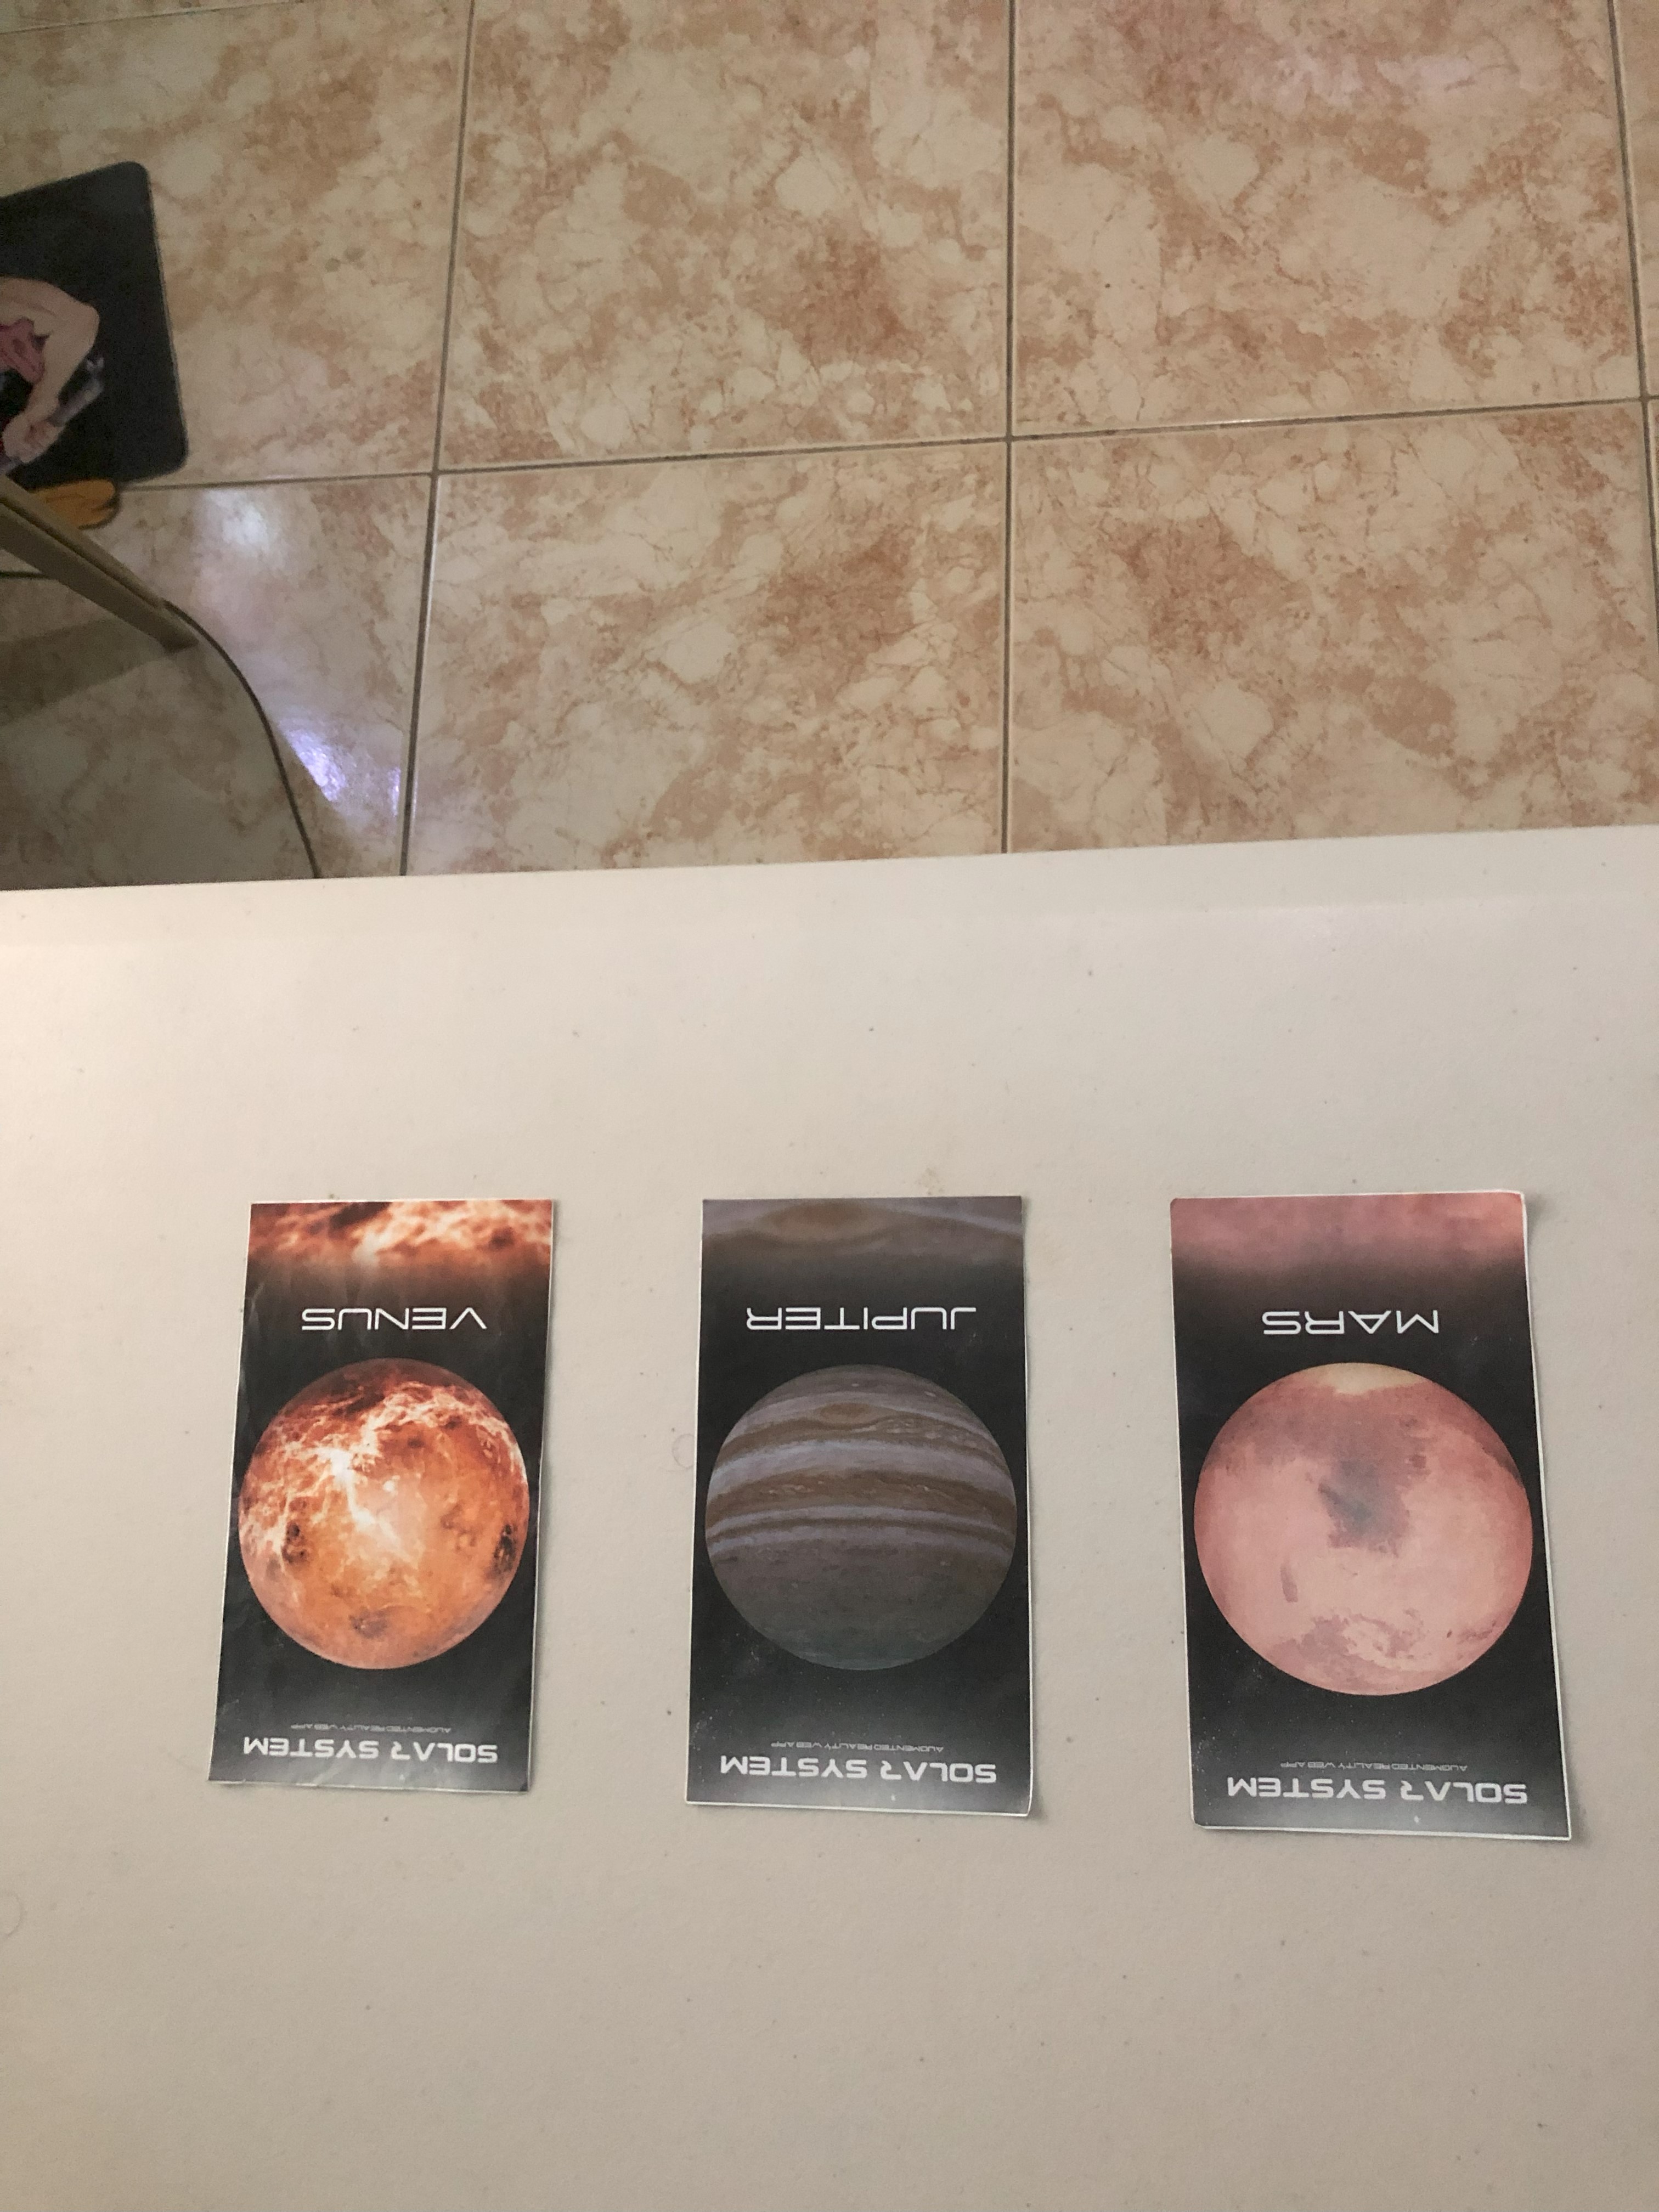 SOLAR SYSTEM
AUGMENTED REALITY WEB APP
MARS
SOLAR SYSTEM
AUGMENTED REALITY WEB APP
JUPITER
SOLAR SYSTEM
AUGMENTED REALITY WEB APP
VENUS